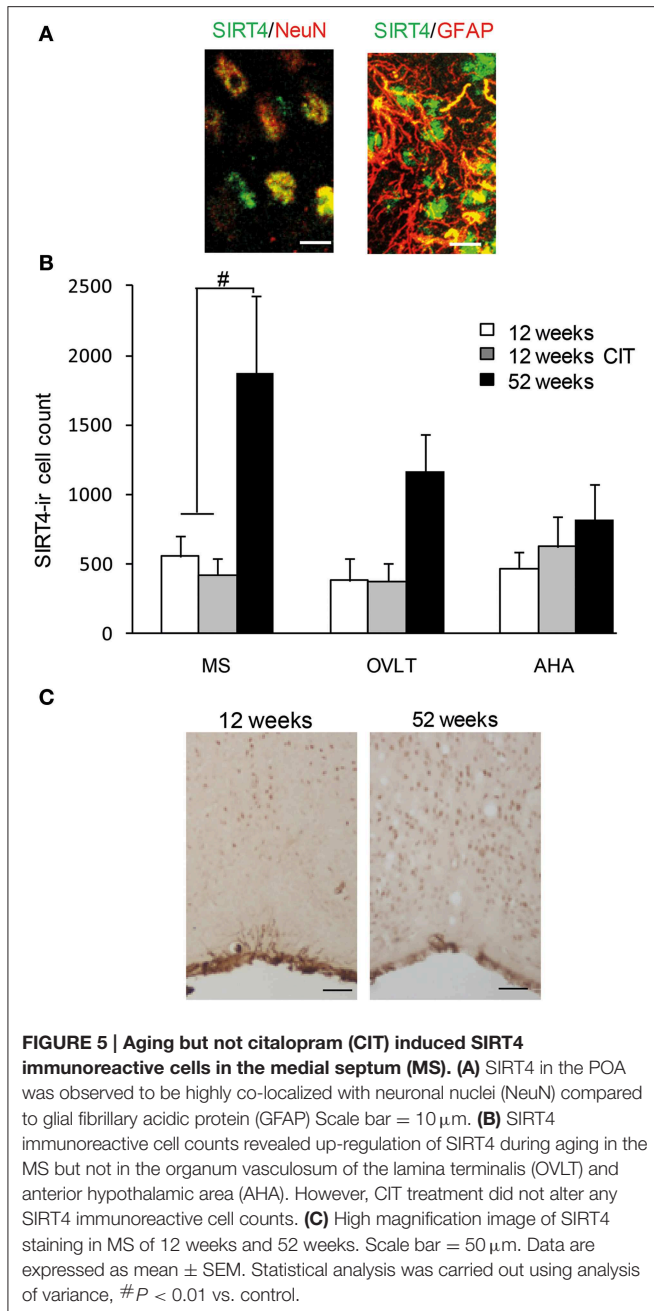 A
SIRT4/NeuN SIRT4/GFAP
B
#
2500
2000
1500
1000
500
0
SIRT4-ir cell count
12 weeks
12 weeks CIT
52 weeks
MS OVLT AHA
C
12 weeks 52 weeks
FIGURE 5 | Aging but not citalopram (CIT) induced SIRT4
immunoreactive cells in the medial septum (MS). (A) SIRT4 in the POA
was observed to be highly co-localized with neuronal nuclei (NeuN) compared
to glial fibrillary acidic protein (GFAP) Scale bar = 10 μm. (B) SIRT4
immunoreactive cell counts revealed up-regulation of SIRT4 during aging in the
MS but not in the organum vasculosum of the lamina terminalis (OVLT) and
anterior hypothalamic area (AHA). However, CIT treatment did not alter any
SIRT4 immunoreactive cell counts. (C) High magnification image of SIRT4
staining in MS of 12 weeks and 52 weeks. Scale bar = 50 μm. Data are
expressed as mean ± SEM. Statistical analysis was carried out using analysis
of variance, #P < 0.01 vs. control.